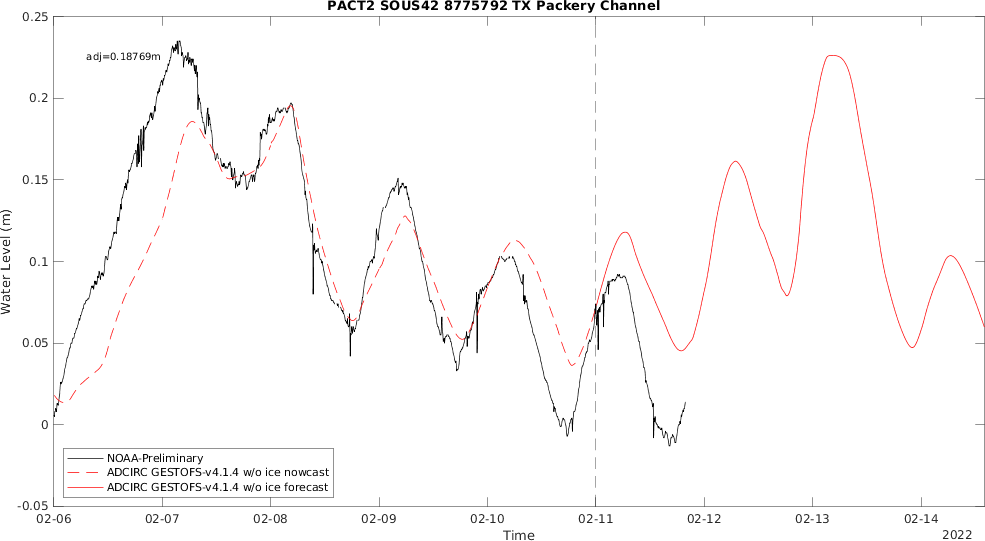 PACT2 SOUS42 8775792 TX Packery Channel
0.25
adj=0.18769m
0.2
0.15
0.1
0.05
0
-0.05
Water Level (m)
NOAA-Preliminary
ADCIRC GESTOFS-v4.1.4 w/o ice nowcast
ADCIRC GESTOFS-v4.1.4 w/o ice forecast
02-06 02-07 02-08 02-09 02-10 02-11 02-12 02-13 02-14
Time
2022